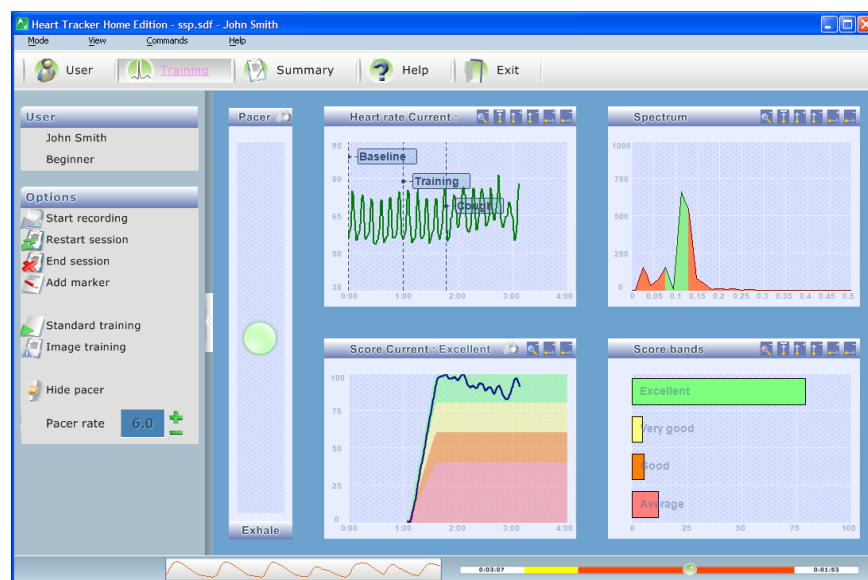 Heart Tracker Home Edition - ssp.sdf - John Smith
Mode View Commands Help
User Training Summary Help Exit
User
John Smith
Beginner
Options
Start recording
Restart session
End session
Add marker
Standard training
Image training
Hide pacer
Pacer rate 6.0
Pacer
Exhale
Heart rate Current :
95
80
65
50
35
Baseline
Training
Cough
0:00 1:00 2:00 3:00 4:00
Spectrum
1000
750
500
250
0
0 0.05 0.1 0.15 0.2 0.25 0.3 0.35 0.4 0.45 0.5
Score Current : Excellent
100
75
50
25
0
0:00 1:00 2:00 3:00 4:00
Score bands
Excellent
Very good
Good
Average
0 25 50 75 100
0:03:07 0:01:53